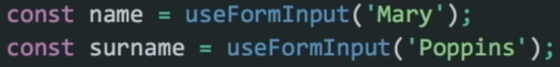 const name = useFormInput('Mary');
const surname = useFormInput('Poppins');